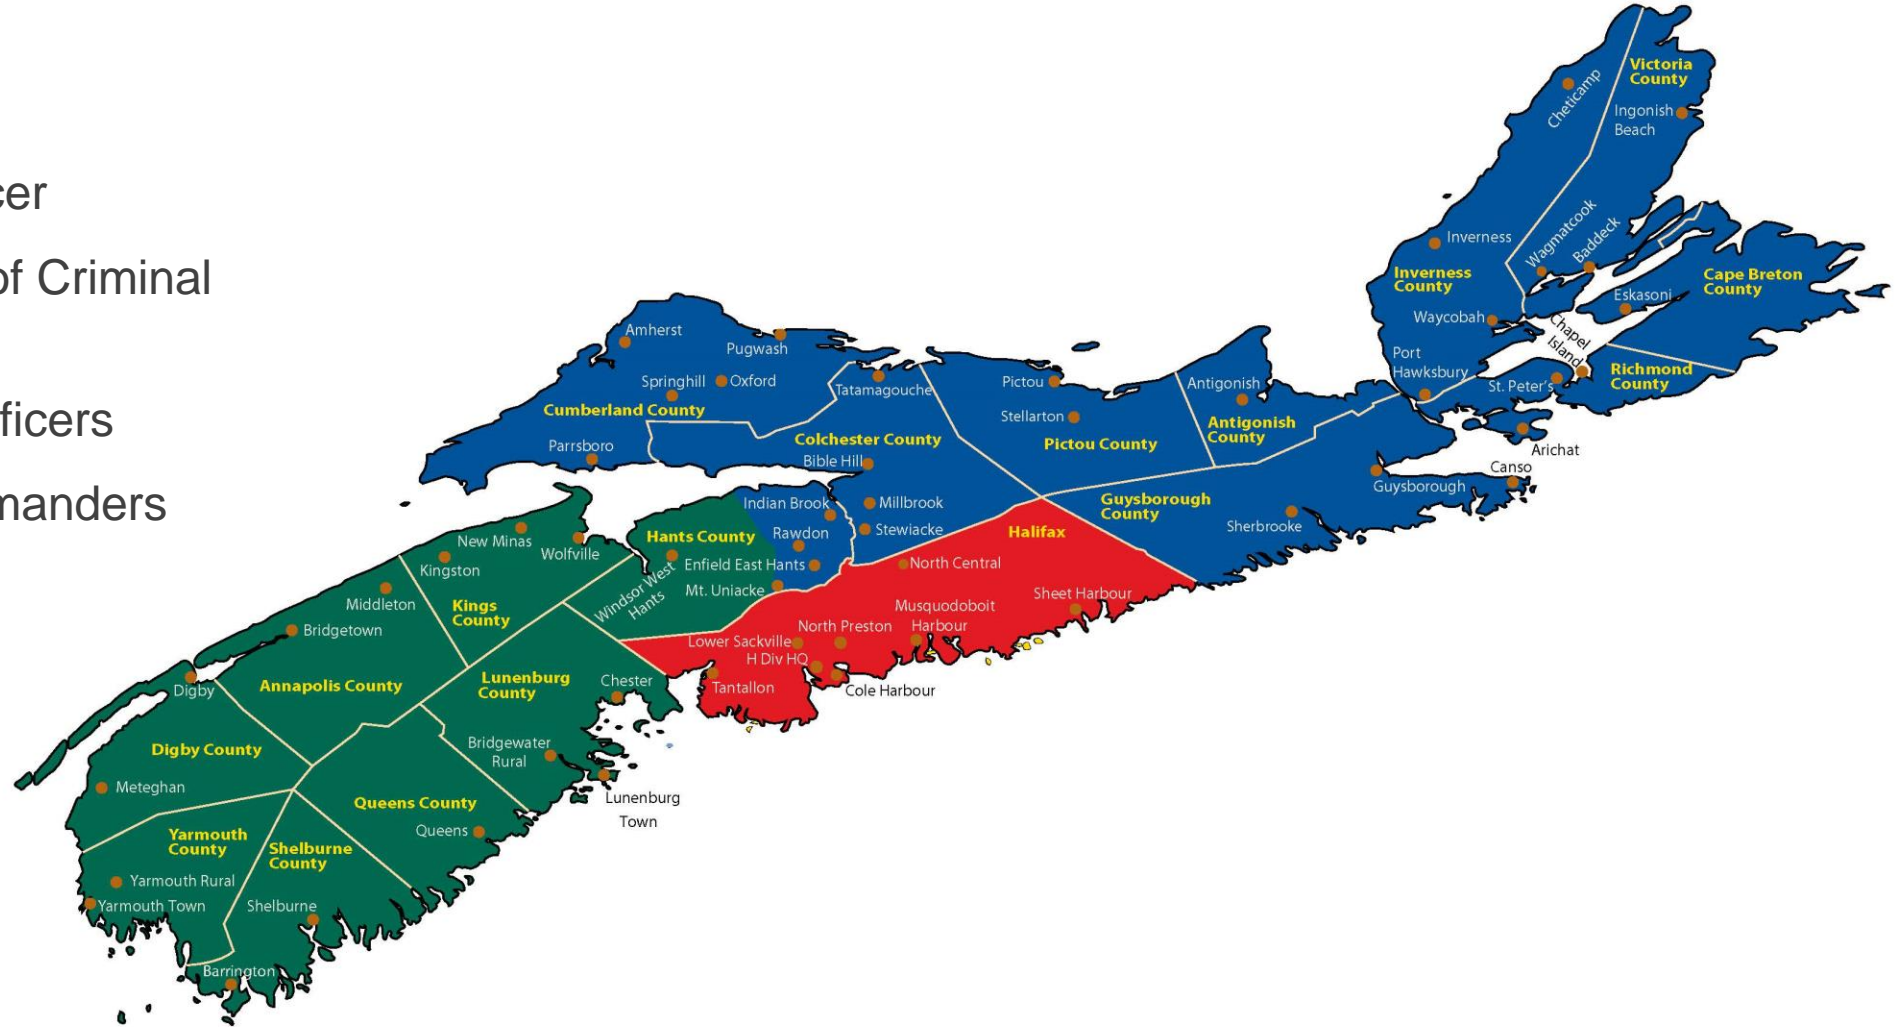 cer
of Criminal
ficers
manders
Victoria
County
Cheticamp
Ingonish
Beach
Wagmatcook
Baddeck
Inverness
Inverness
County
Cape Breton
County
Eskasoni
Waycobah
Chapel
Island
Port
Hawksbury
St. Peter's
Richmond
County
Arichat
Canso
Amherst
Pugwash
Springhill
Oxford
Tatamagouche
Cumberland County
Parrsboro
Colchester County
Bible Hill
Pictou
Stellarton
Pictou County
Antigonish
Antigonish
County
Guysborough
Guysborough
County
Sherbrooke
Indian Brook
Millbrook
Stewiacke
Rawdon
Hants County
Enfield East Hants
Mt. Uniacke
Windsor West
Hants
Halifax
North Central
Sheet Harbour
Musquodoboit
Harbour
North Preston
Lower Sackville
H Div HQ
Tantallon
Cole Harbour
New Minas
Wolfville
Kingston
Middleton
Kings
County
Bridgetown
Digby
Annapolis County
Lunenburg
County
Chester
Bridgewater
Rural
Lunenburg
Town
Digby County
Meteghan
Queens County
Queens
Yarmouth
County
Shelburne
County
Yarmouth Rural
Yarmouth Town
Shelburne
Barrington